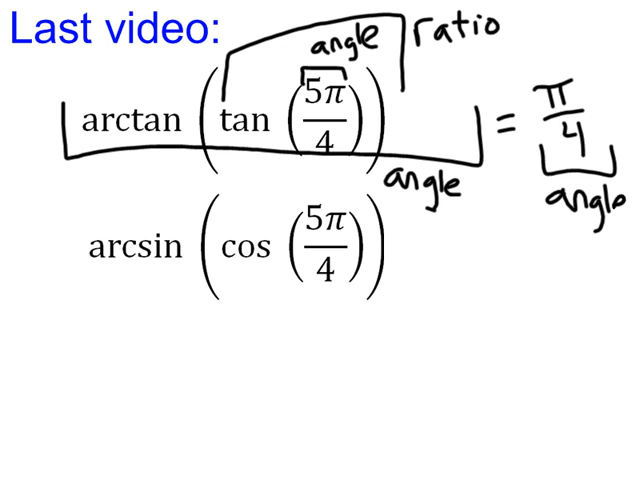 Last video:
angle ratio
arctan (tan (5π/4)) = π/4
angle angle
arcsin (cos (5π/4))